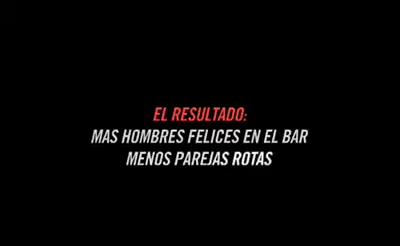 EL RESULTADO:
MAS HOMBRES FELICES EN EL BAR
MENOS PAREJAS ROTAS